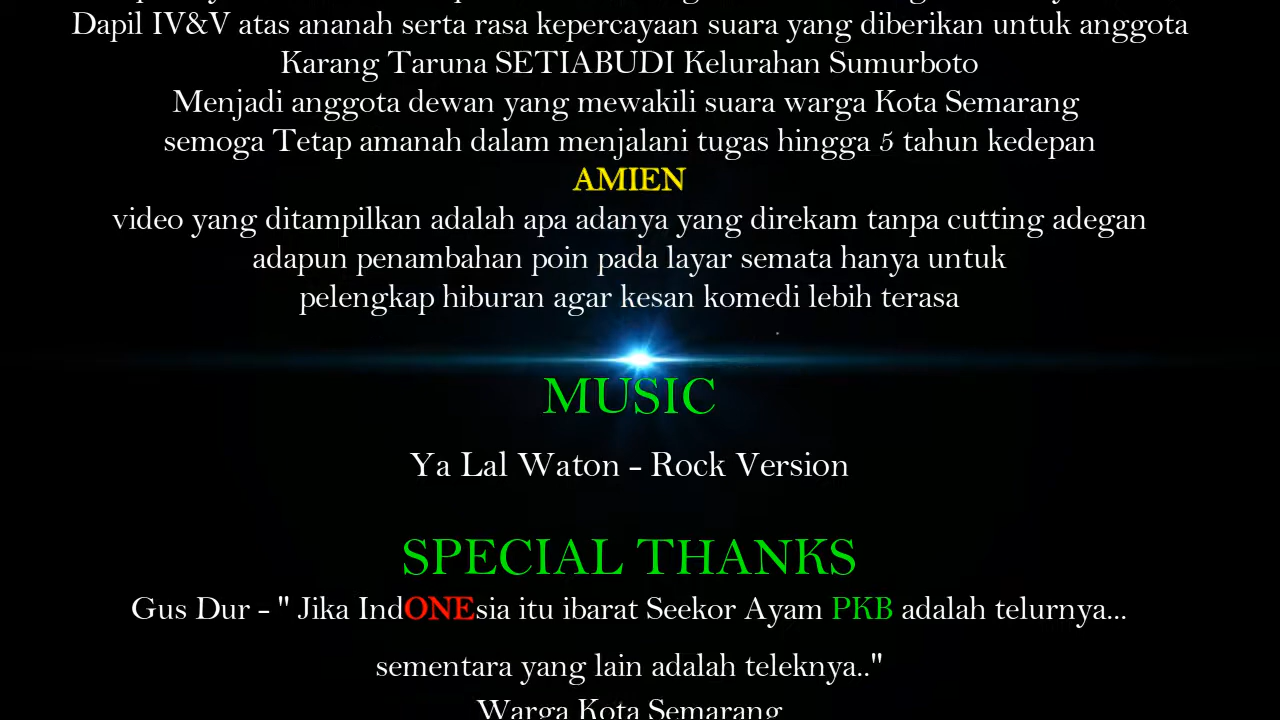 Dapil IV&V atas ananah serta rasa kepercayaan suara yang diberikan untuk anggota
Karang Taruna SETIABUDI Kelurahan Sumurboto
Menjadi anggota dewan yang mewakili suara warga Kota Semarang
semoga Tetap amanah dalam menjalani tugas hingga 5 tahun kedepan
AMIEN
video yang ditampilkan adalah apa adanya yang direkam tanpa cutting adegan
adapun penambahan poin pada layar semata hanya untuk
pelengkap hiburan agar kesan komedi lebih terasa
MUSIC
Ya Lal Waton - Rock Version
SPECIAL THANKS
Gus Dur - " Jika IndONEsia itu ibarat Seekor Ayam PKB adalah telurnya...
sementara yang lain adalah teleknya.."
Warga Kota Semarang